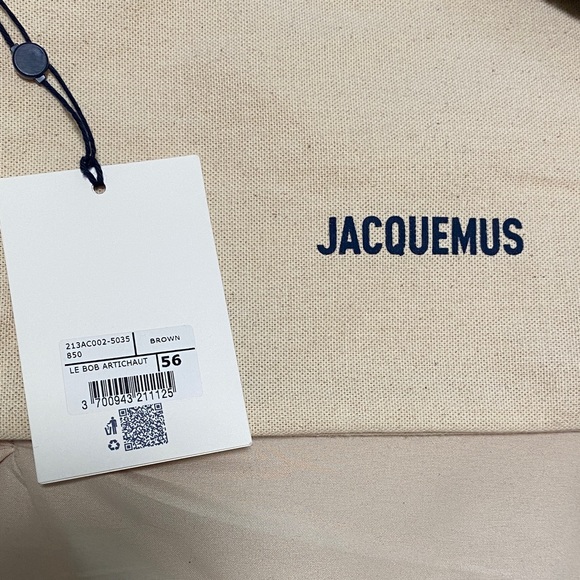 JACQUEMUS
213AC002-5035
850
BROWN
LE BOB ARTICHAUT
56
3 700943 211125